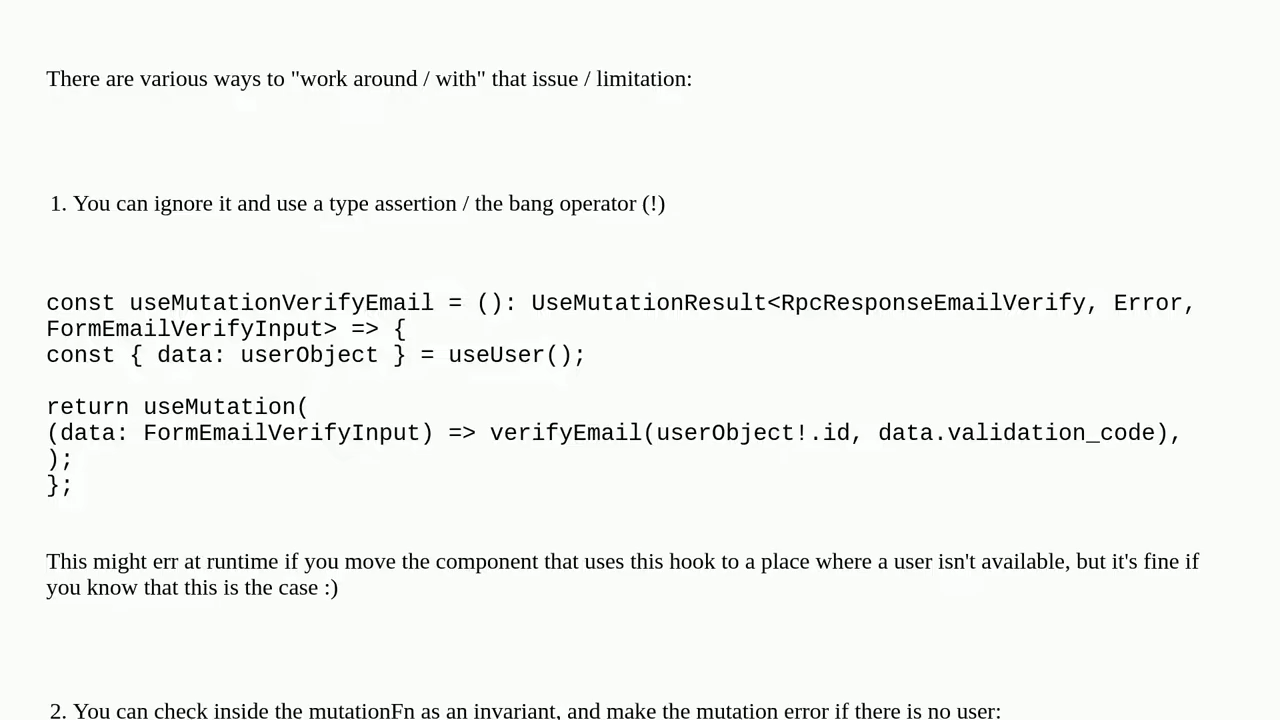 There are various ways to "work around / with" that issue / limitation:
1. You can ignore it and use a type assertion / the bang operator (!)
const useMutationVerifyEmail = (): UseMutationResult<RpcResponseEmailVerify, Error,
FormEmailVerifyInput> => {
const { data: userObject } = useUser();
return useMutation(
(data: FormEmailVerifyInput) => verifyEmail(userObject!.id, data.validation_code),
);
};
This might err at runtime if you move the component that uses this hook to a place where a user isn't available, but it's fine if
you know that this is the case :)
2. You can check inside the mutationFn as an invariant, and make the mutation error if there is no user: